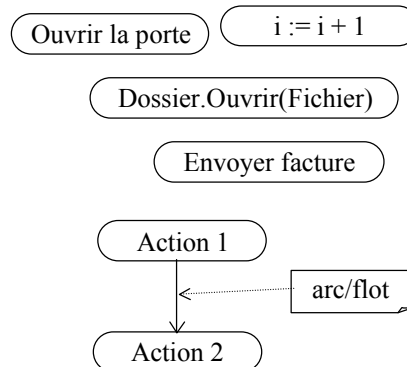 Ouvrir la porte
i := i + 1
Dossier.Ouvrir(Fichier)
Envoyer facture
Action 1
arc/flot
Action 2